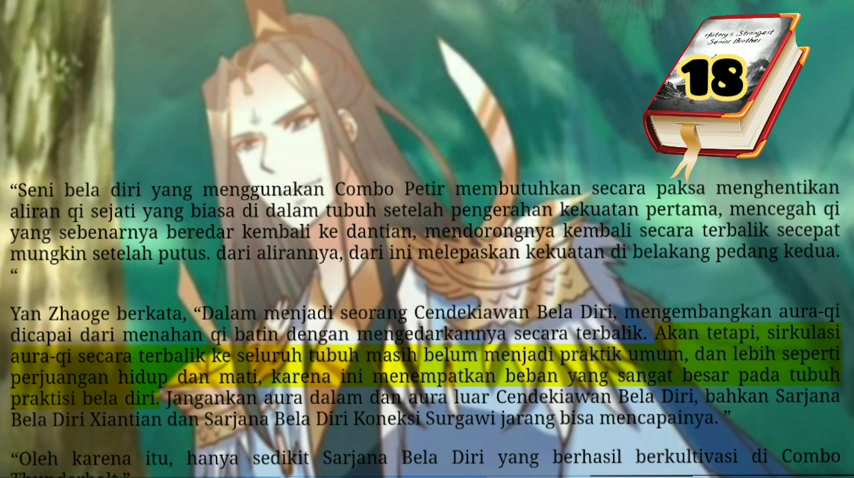 History's Strongest
Senior Brother
18
“Seni bela diri yang menggunakan Combo Petir membutuhkan secara paksa menghentikan
aliran qi sejati yang biasa di dalam tubuh setelah pengerahan kekuatan pertama, mencegah qi
yang sebenarnya beredar kembali ke dantian, mendorongnya kembali secara terbalik secepat
mungkin setelah putus. dari alirannya, dari ini melepaskan kekuatan di belakang pedang kedua.
“
Yan Zhaoge berkata, “Dalam menjadi seorang Cendekiawan Bela Diri, mengembangkan aura-qi
dicapai dari menahan qi batin dengan mengedarkannya secara terbalik. Akan tetapi, sirkulasi
aura-qi secara terbalik ke seluruh tubuh masih belum menjadi praktik umum, dan lebih seperti
perjuangan hidup dan mati, karena ini menempatkan beban yang sangat besar pada tubuh
praktisi bela diri. Jangankan aura dalam dan aura luar Cendekiawan Bela Diri, bahkan Sarjana
Bela Diri Xiantian dan Sarjana Bela Diri Koneksi Surgawi jarang bisa mencapainya. ”
“Oleh karena itu, hanya sedikit Sarjana Bela Diri yang berhasil berkultivasi di Combo
Thunderbolt.”